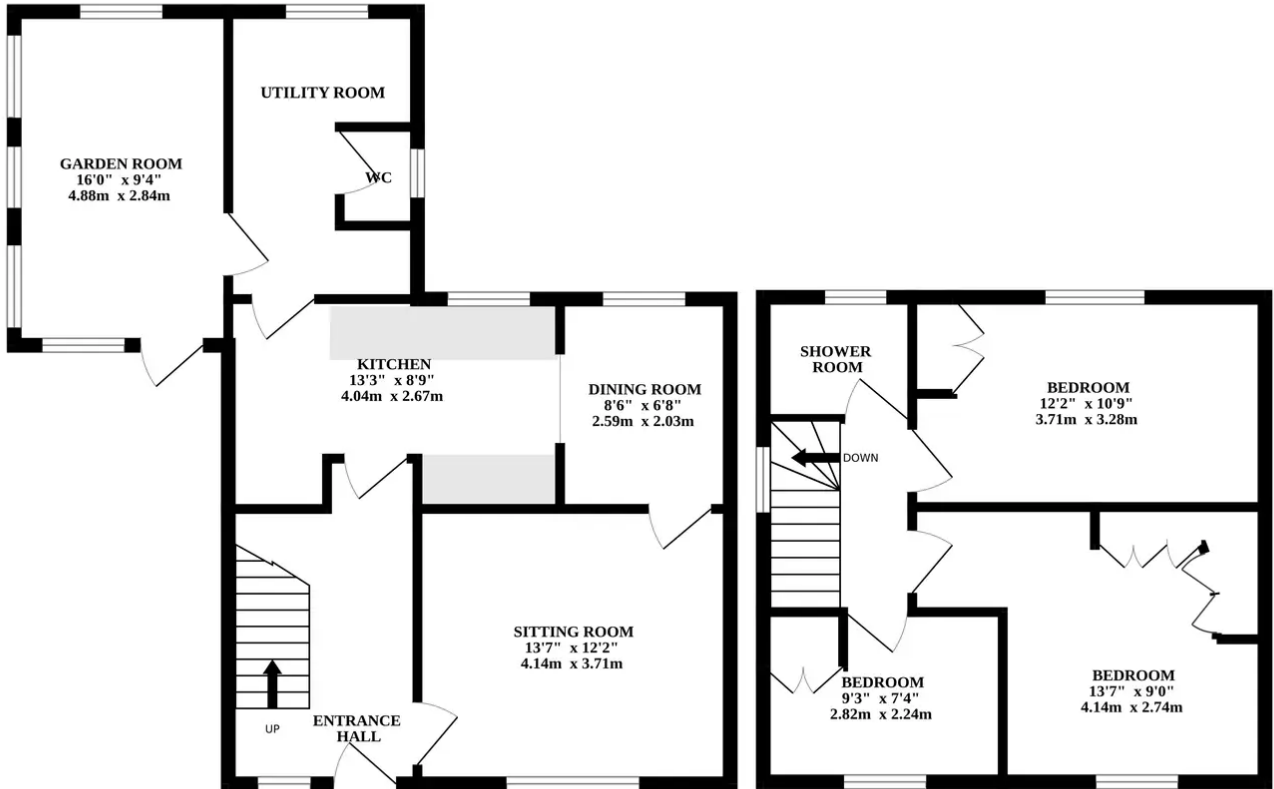 UTILITY ROOM
GARDEN ROOM
16'0" x 9'4"
4.88m x 2.84m
WC
KITCHEN
13'3" x 8'9"
4.04m x 2.67m
DINING ROOM
8'6" x 6'8"
2.59m x 2.03m
SITTING ROOM
13'7" x 12'2"
4.14m x 3.71m
UP
ENTRANCE
HALL
SHOWER
ROOM
BEDROOM
12'2" x 10'9"
3.71m x 3.28m
DOWN
BEDROOM
9'3" x 7'4"
2.82m x 2.24m
BEDROOM
13'7" x 9'0"
4.14m x 2.74m